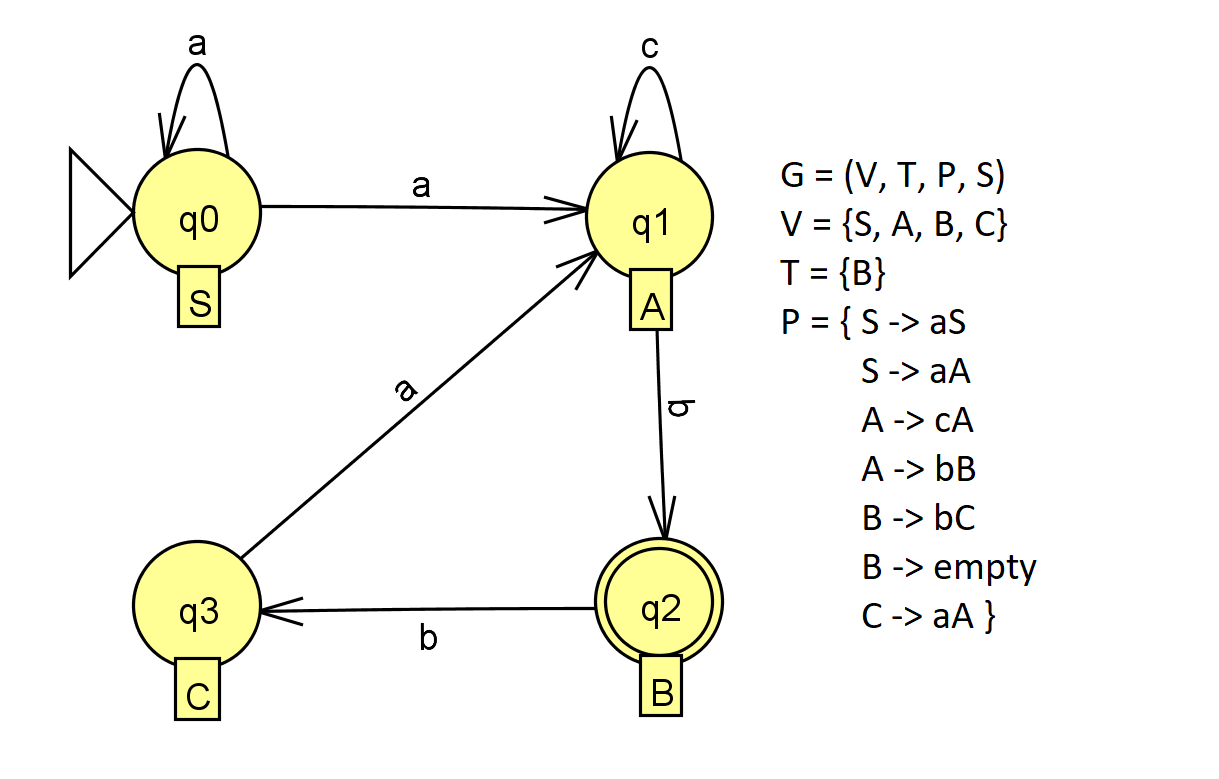 a
c
q0
a
q1
S
A
a
b
q3
b
q2
C
B
G = (V, T, P, S)
V = {S, A, B, C}
T = {B}
P = { S -> aS
S -> aA
A -> cA
A -> bB
B -> bC
B -> empty
C -> aA }